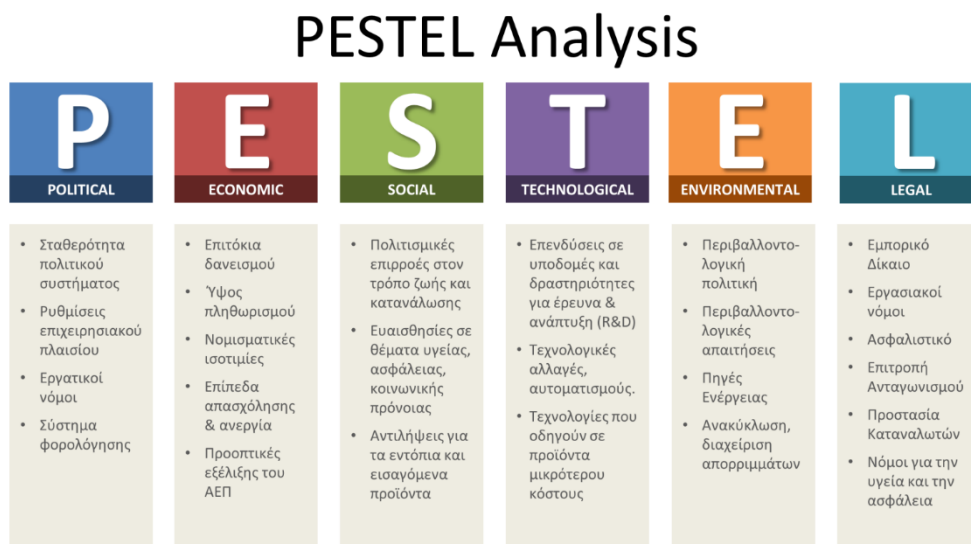 PESTEL Analysis
P
POLITICAL
• Σταθερότητα
πολιτικού
συστήματος
• Ρυθμίσεις
επιχειρησιακού
πλαισίου
• Εργατικοί
νόμοι
• Σύστημα
φορολόγησης
E
ECONOMIC
• Επιτόκια
δανεισμού
• Ύψος
πληθωρισμού
• Νομισματικές
ισοτιμίες
• Επίπεδα
απασχόλησης
& ανεργία
• Προοπτικές
εξέλιξης του
ΑΕΠ
S
SOCIAL
• Πολιτισμικές
επιρροές στον
τρόπο ζωής και
κατανάλωσης
• Ευαισθησίες σε
θέματα υγείας,
ασφάλειας,
κοινωνικής
πρόνοιας
• Αντιλήψεις για
τα εντόπια και
εισαγόμενα
προϊόντα
T
TECHNOLOGICAL
• Επενδύσεις σε
υποδομές και
δραστηριότητες
για έρευνα &
ανάπτυξη (R&D)
• Τεχνολογικές
αλλαγές,
αυτοματισμούς.
• Τεχνολογίες που
οδηγούν σε
προϊόντα
μικρότερου
κόστους
E
ENVIRONMENTAL
• Περιβαλλοντο-
λογική
πολιτική
• Περιβαλλοντο-
λογικές
απαιτήσεις
• Πηγές
Ενέργειας
• Ανακύκλωση,
διαχείριση
απορριμμάτων
L
LEGAL
• Εμπορικό
Δίκαιο
• Εργασιακοί
νόμοι
• Ασφαλιστικό
• Επιτροπή
Ανταγωνισμού
• Προστασία
Καταναλωτών
• Νόμοι για την
υγεία και την
ασφάλεια